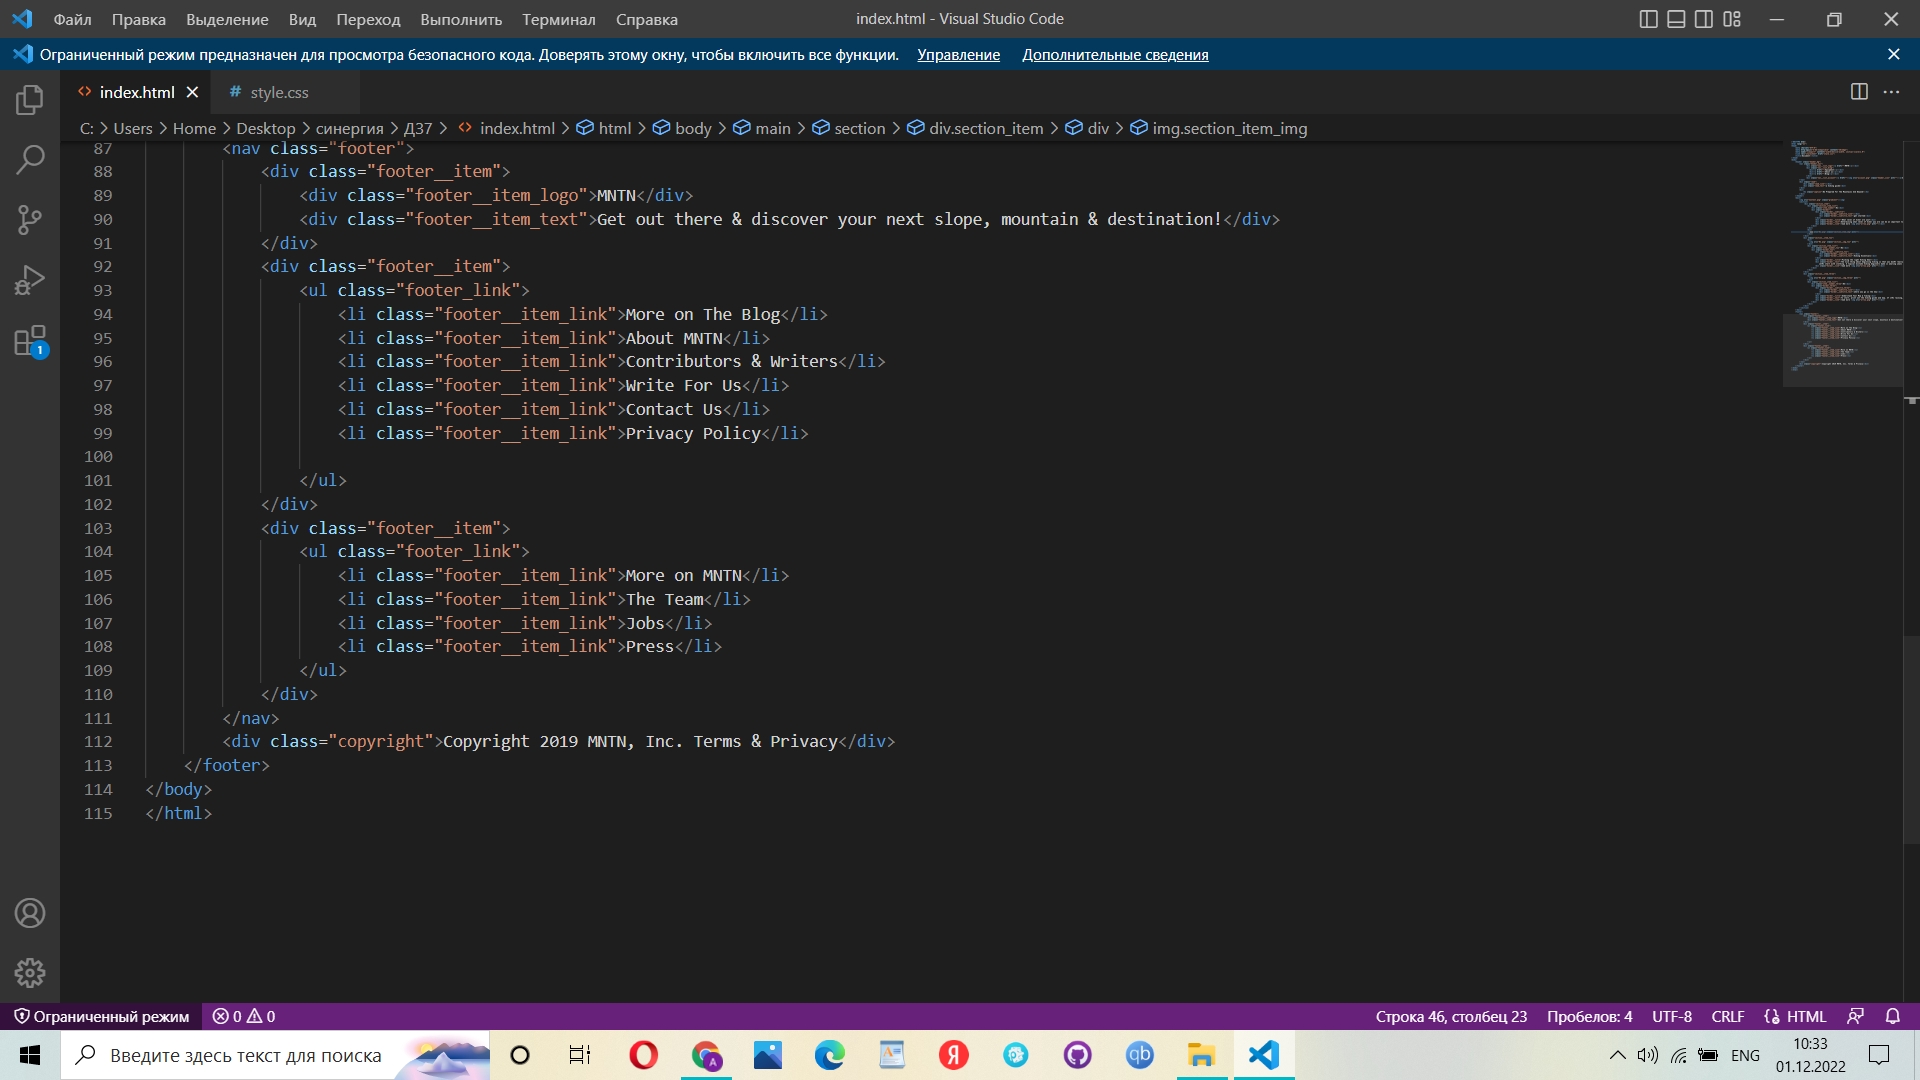 Файл Правка Выделение Вид Переход Выполнить Терминал Справка
index.html - Visual Studio Code
Ограниченный режим предназначен для просмотра безопасного кода. Доверять этому окну, чтобы включить все функции. Управление Дополнительные сведения
index.html
# style.css
C: > Users > Home > Desktop > синергия > ДЗ7 > index.html > html > body > main > section > div.section_item > div > img.section_item_img
87 <nav class="footer">
88 <div class="footer__item">
89 <div class="footer__item_logo">MNTN</div>
90 <div class="footer__item_text">Get out there & discover your next slope, mountain & destination!</div>
91 </div>
92 <div class="footer__item">
93 <ul class="footer_link">
94 <li class="footer__item_link">More on The Blog</li>
95 <li class="footer__item_link">About MNTN</li>
96 <li class="footer__item_link">Contributors & Writers</li>
97 <li class="footer__item_link">Write For Us</li>
98 <li class="footer__item_link">Contact Us</li>
99 <li class="footer__item_link">Privacy Policy</li>
100
101 </ul>
102 </div>
103 <div class="footer__item">
104 <ul class="footer_link">
105 <li class="footer__item_link">More on MNTN</li>
106 <li class="footer__item_link">The Team</li>
107 <li class="footer__item_link">Jobs</li>
108 <li class="footer__item_link">Press</li>
109 </ul>
110 </div>
111 </nav>
112 <div class="copyright">Copyright 2019 MNTN, Inc. Terms & Privacy</div>
113 </footer>
114 </body>
115 </html>
1
Ограниченный режим 0 0
Строка 46, столбец 23 Пробелов: 4 UTF-8 CRLF HTML
Введите здесь текст для поиска
A
Я
qb
ENG
10:33
01.12.2022